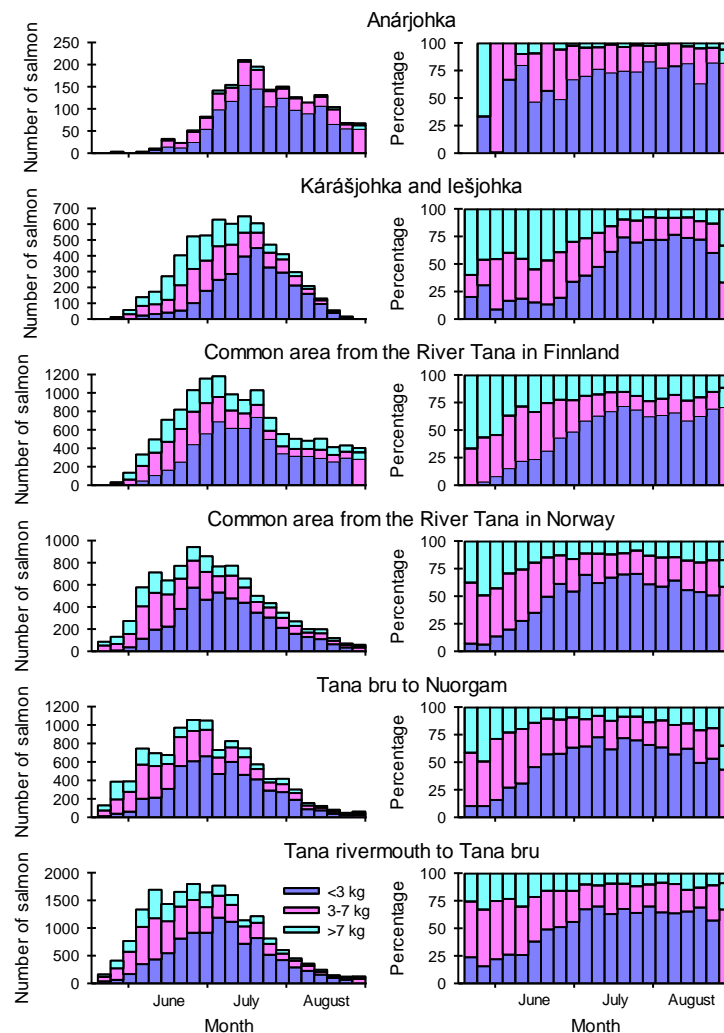 Anárjohka
Number of salmon
250
200
150
100
50
0
Percentage
100
75
50
25
0
Kárášjohka and Iešjohka
Number of salmon
700
600
500
400
300
200
100
0
Percentage
100
75
50
25
0
Common area from the River Tana in Finnland
Number of salmon
1200
1000
800
600
400
200
0
Percentage
100
75
50
25
0
Common area from the River Tana in Norway
Number of salmon
1000
800
600
400
200
0
Percentage
100
75
50
25
0
Tana bru to Nuorgam
Number of salmon
1200
1000
800
600
400
200
0
Percentage
100
75
50
25
0
Tana rivermouth to Tana bru
Number of salmon
2000
1500
1000
500
0
<3 kg
3-7 kg
>7 kg
Percentage
100
75
50
25
0
June July August
Month
June July August
Month